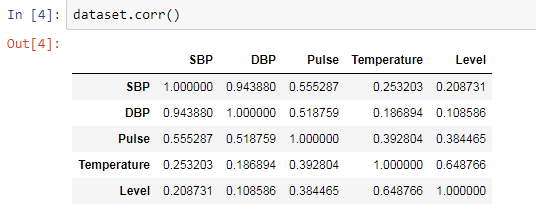 In [4]: dataset.corr()
Out[4]:
SBP DBP Pulse Temperature Level
SBP 1.000000 0.943880 0.555287 0.253203 0.208731
DBP 0.943880 1.000000 0.518759 0.186894 0.108586
Pulse 0.555287 0.518759 1.000000 0.392804 0.384465
Temperature 0.253203 0.186894 0.392804 1.000000 0.648766
Level 0.208731 0.108586 0.384465 0.648766 1.000000